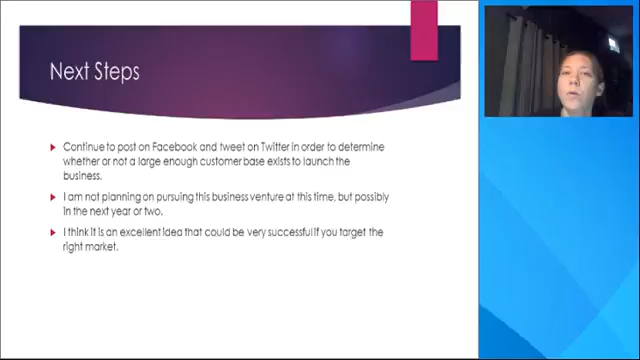 Next Steps
Continue to post on Facebook and tweet on Twitter in order to determine
whether or not a large enough customer base exists to launch the
business.
I am not planning on pursuing this business venture at this time, but possibly
in the next year or two.
I think it is an excellent idea that could be very successful if you target the
right market.